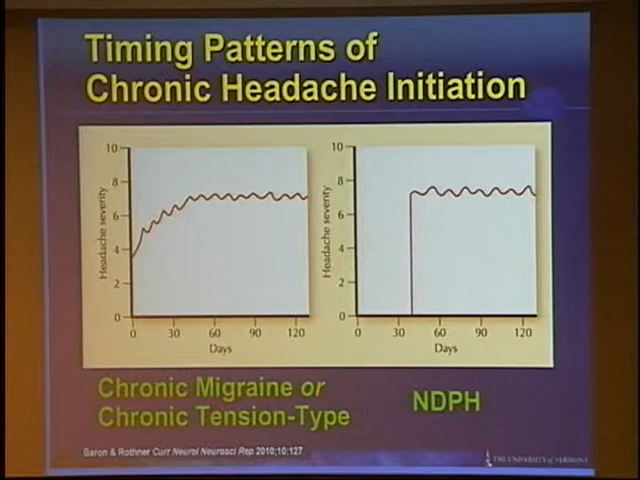 Timing Patterns of
Chronic Headache Initiation
10
8
6
4
2
0
Headache severity
0 30 60 90 120
Days
10
8
6
4
2
0
Headache severity
0 30 60 90 120
Days
Chronic Migraine or
Chronic Tension-Type
NDPH
Baron & Rothner Curr Neurol Neurosci Rep 2010;10:127
THE UNIVERSITY of VERMONT